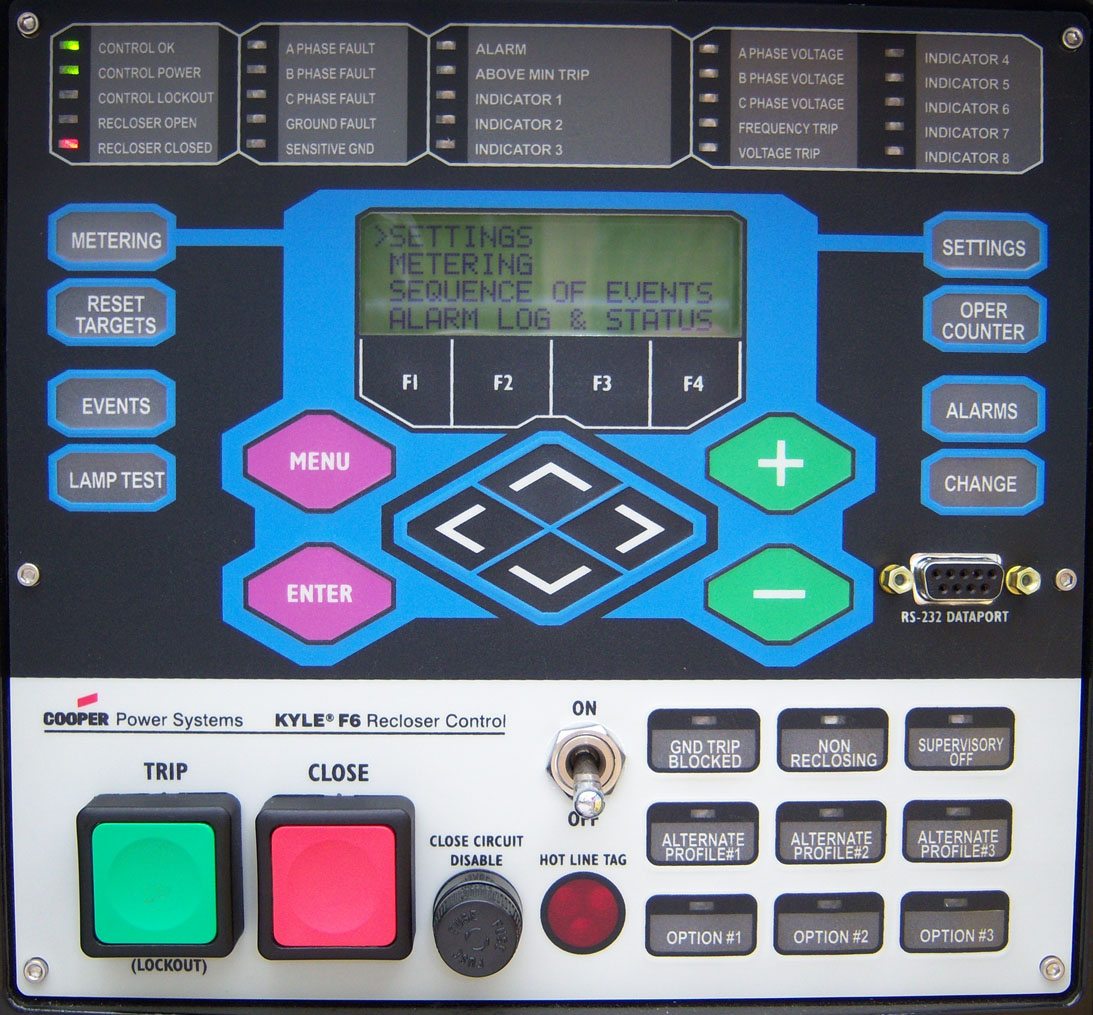 CONTROL OK
CONTROL POWER
CONTROL LOCKOUT
RECLOSER OPEN
RECLOSER CLOSED
A PHASE FAULT
B PHASE FAULT
C PHASE FAULT
GROUND FAULT
SENSITIVE GND
ALARM
ABOVE MIN TRIP
INDICATOR 1
INDICATOR 2
INDICATOR 3
A PHASE VOLTAGE
B PHASE VOLTAGE
C PHASE VOLTAGE
FREQUENCY TRIP
VOLTAGE TRIP
INDICATOR 4
INDICATOR 5
INDICATOR 6
INDICATOR 7
INDICATOR 8
METERING
RESET
TARGETS
EVENTS
LAMP TEST
>SETTINGS
METERING
SEQUENCE OF EVENTS
ALARM LOG & STATUS
F1
F2
F3
F4
MENU
ENTER
+
−
SETTINGS
OPER
COUNTER
ALARMS
CHANGE
RS-232 DATAPORT
COOPER Power Systems
KYLE® F6 Recloser Control
TRIP
(LOCKOUT)
CLOSE
CLOSE CIRCUIT
DISABLE
ON
OFF
HOT LINE TAG
GND TRIP
BLOCKED
NON
RECLOSING
SUPERVISORY
OFF
ALTERNATE
PROFILE#1
ALTERNATE
PROFILE#2
ALTERNATE
PROFILE#3
OPTION #1
OPTION #2
OPTION #3